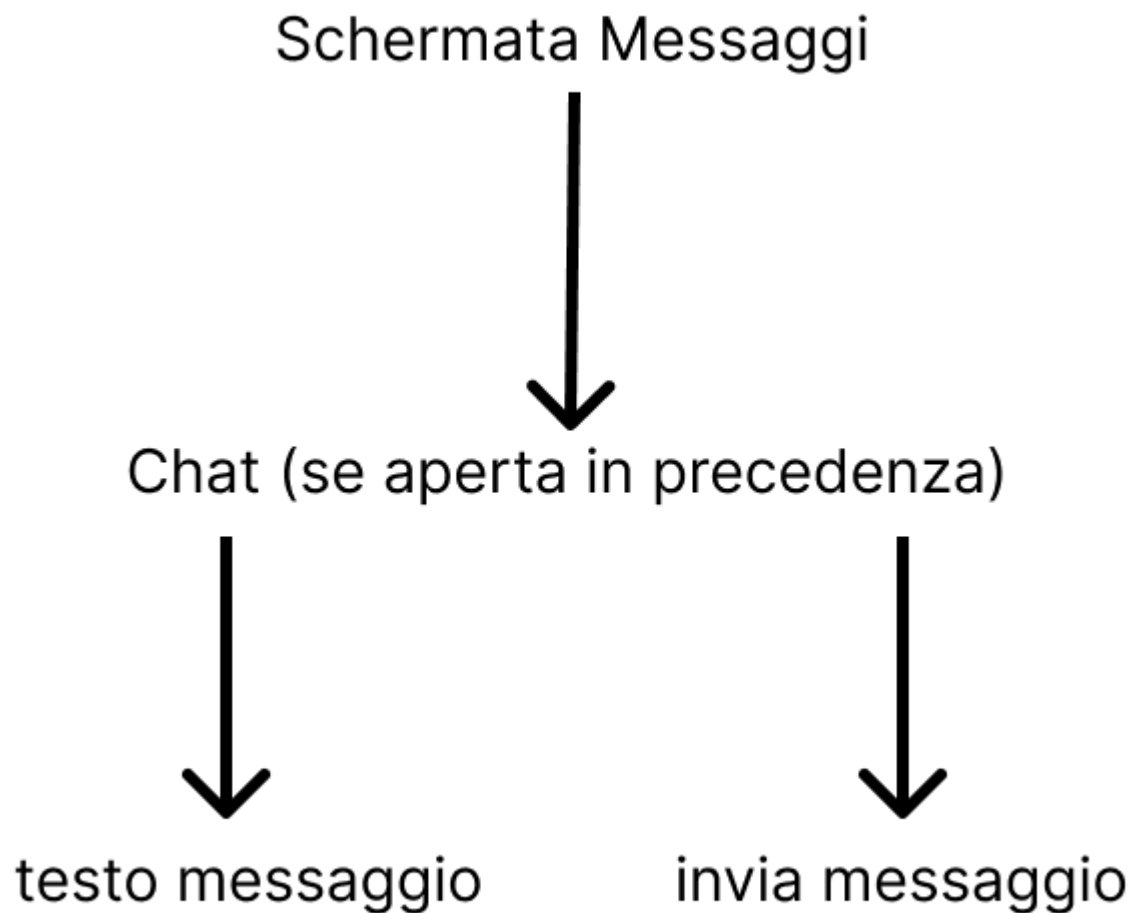 Schermata Messaggi
Chat (se aperta in precedenza)
testo messaggio
invia messaggio